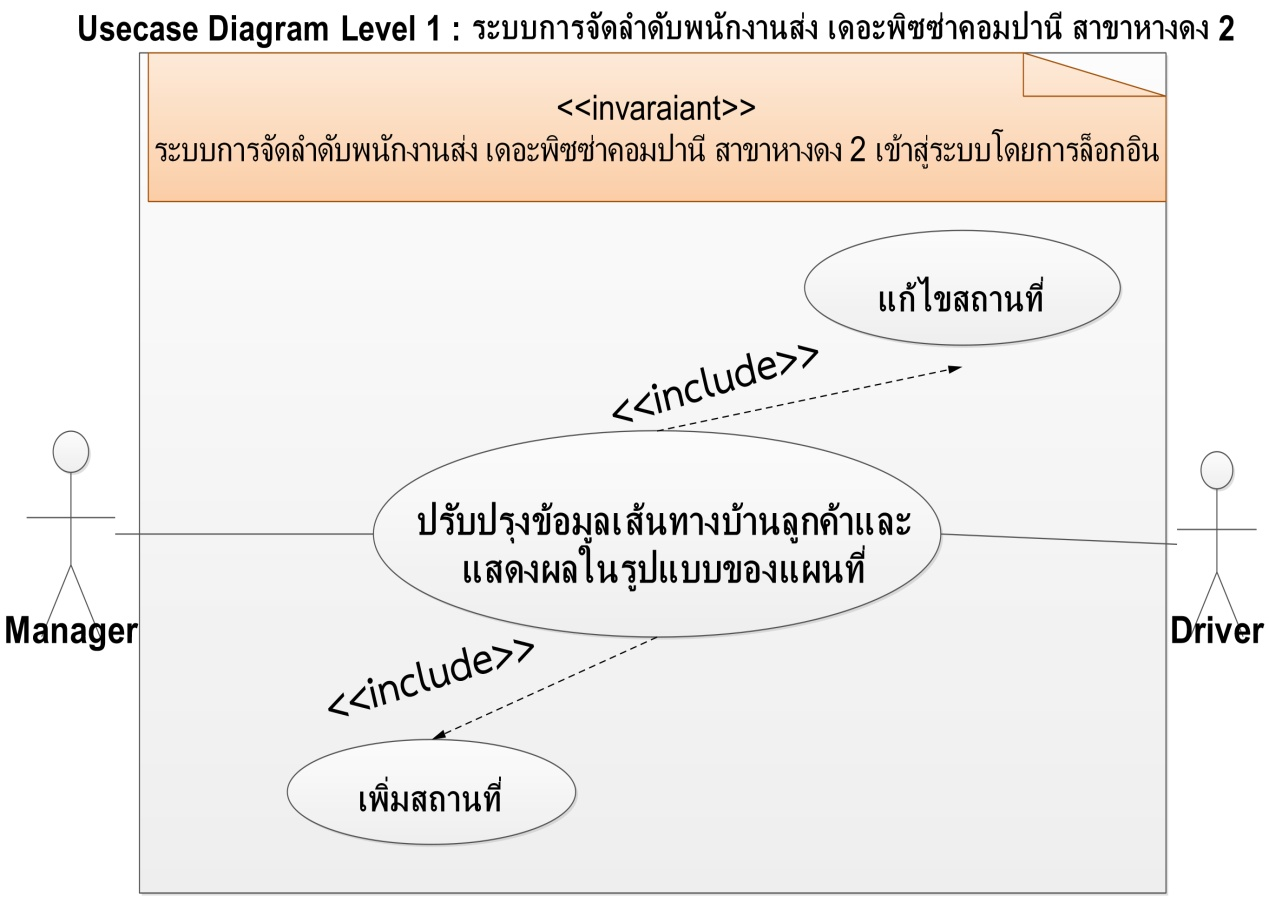 Usecase Diagram Level 1 : ระบบการจัดลำดับพนักงานส่ง เดอะพิซซ่าคอมปานี สาขาหางดง 2
<<invaraiant>>
ระบบการจัดลำดับพนักงานส่ง เดอะพิซซ่าคอมปานี สาขาหางดง 2 เข้าสู่ระบบโดยการล็อกอิน
แก้ไขสถานที่
<<include>>
ปรับปรุงข้อมูลเส้นทางบ้านลูกค้าและ
แสดงผลในรูปแบบของแผนที่
Manager
Driver
<<include>>
เพิ่มสถานที่